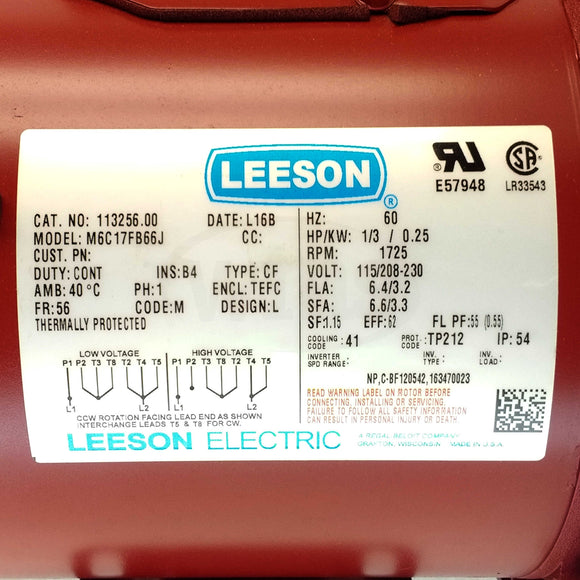 LEESON
®
E57948
LR33543
CAT. NO: 113256.00 DATE: L16B
MODEL: M6C17FB66J CC:
CUST. PN:
DUTY: CONT INS: B4 TYPE: CF
AMB: 40 °C PH: 1 ENCL: TEFC
FR: 56 CODE: M DESIGN: L
THERMALLY PROTECTED
HZ: 60
HP/KW: 1/3 / 0.25
RPM: 1725
VOLT: 115/208-230
FLA: 6.4/3.2
SFA: 6.6/3.3
SF: 1.15 EFF: 62 FL PF: 55 (0.55)
COOLING CODE : 41 PROT CODE : TP212 IP: 54
INVERTER SPD RANGE: INV. TYPE : INV. LOAD:
NP,C-BF120542,163470023
LOW VOLTAGE HIGH VOLTAGE
P1 P2 T3 T8 T2 T4 T5 P1 P2 T3 T8 T2 T4 T5
L1 L2 L1 L2
CCW ROTATION FACING LEAD END AS SHOWN
INTERCHANGE LEADS T5 & T8 FOR CW.
READ WARNING LABEL ON MOTOR BEFORE
CONNECTING, INSTALLING OR SERVICING.
FAILURE TO FOLLOW SAFETY INFORMATION
CAN RESULT IN PERSONAL INJURY OR DEATH
LEESON ELECTRIC
A REGAL BELOIT COMPANY
GRAFTON, WISCONSIN MADE IN U.S.A.